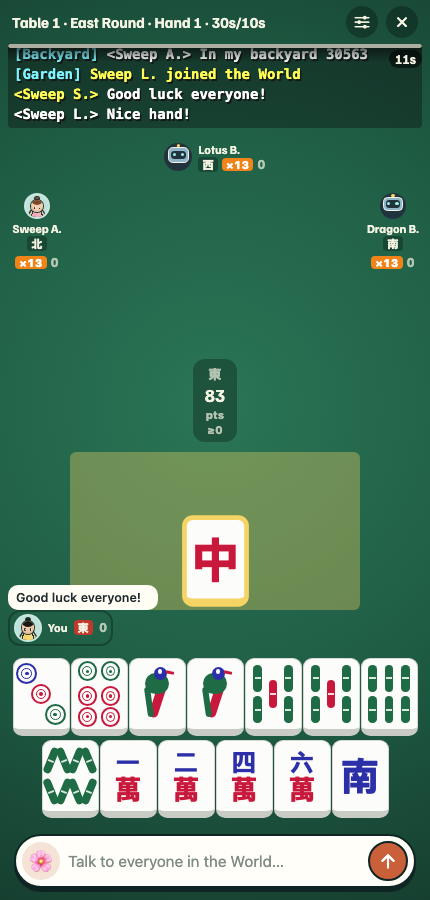 Table 1 · East Round · Hand 1 · 30s/10s
[Backyard] <Sweep A.> In my backyard 30563
11s
[Garden] Sweep L. joined the World
<Sweep S.> Good luck everyone!
<Sweep L.> Nice hand!
Lotus B.
西 ×13 0
Sweep A.
北
×13 0
Dragon B.
南
×13 0
東
83
pts
≥0
中
Good luck everyone!
You 東 0
一萬 二萬 四萬 六萬 南
Talk to everyone in the World...